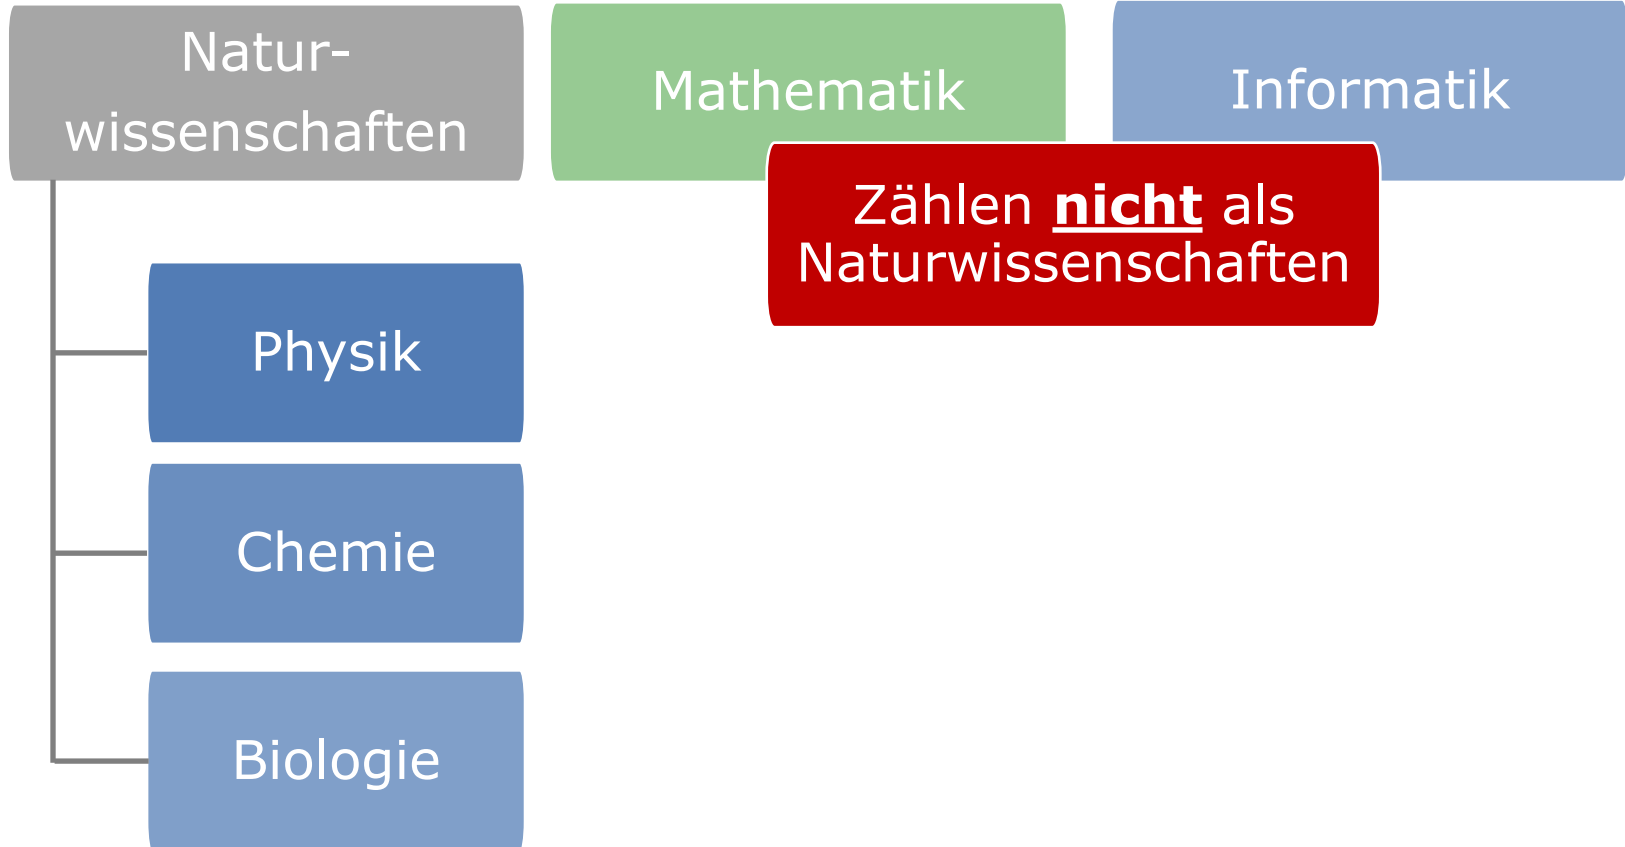 Natur-
wissenschaften
Mathematik
Informatik
Zählen nicht als
Naturwissenschaften
Physik
Chemie
Biologie